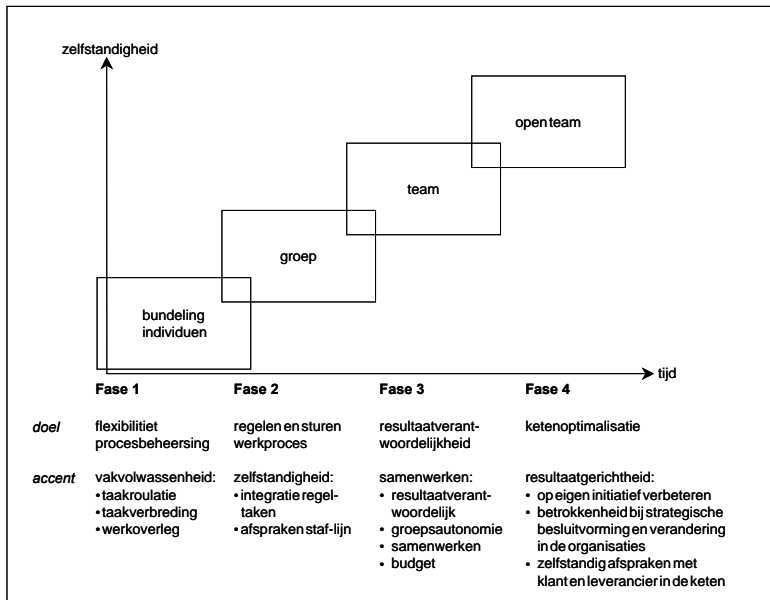 zelfstandigheid
open team
team
groep
bundeling
individuen
tijd
Fase 1 Fase 2 Fase 3 Fase 4
doel
flexibilitiet
procesbeheersing
regelen en sturen
werkproces
resultaatverant-
woordelijkheid
ketenoptimalisatie
accent
vakvolwassenheid:
• taakroulatie
• taakverbreding
• werkoverleg
zelfstandigheid:
• integratie regel-
taken
• afspraken staf-lijn
samenwerken:
• resultaatverant-
woordelijk
• groepsautonomie
• samenwerken
• budget
resultaatgerichtheid:
• op eigen initiatief verbeteren
• betrokkenheid bij strategische
besluitvorming en verandering
in de organisaties
• zelfstandig afspraken met
klant en leverancier in de keten